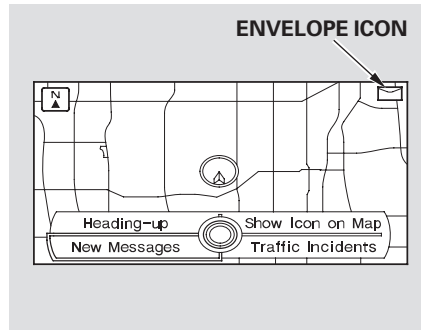 ENVELOPE ICON
N
Heading-up Show Icon on Map
New Messages Traffic Incidents